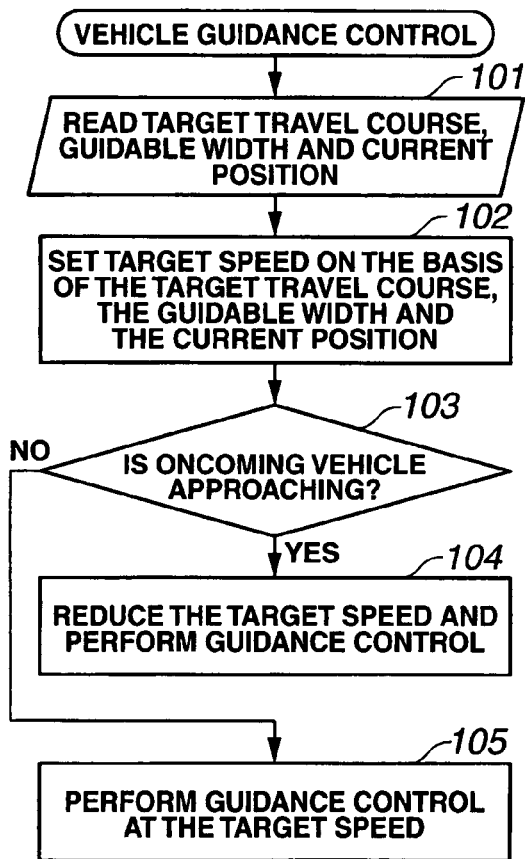 VEHICLE GUIDANCE CONTROL
101
READ TARGET TRAVEL COURSE,
GUIDABLE WIDTH AND CURRENT
POSITION
102
SET TARGET SPEED ON THE BASIS
OF THE TARGET TRAVEL COURSE,
THE GUIDABLE WIDTH AND
THE CURRENT POSITION
103
NO
IS ONCOMING VEHICLE
APPROACHING?
YES
104
REDUCE THE TARGET SPEED AND
PERFORM GUIDANCE CONTROL
105
PERFORM GUIDANCE CONTROL
AT THE TARGET SPEED